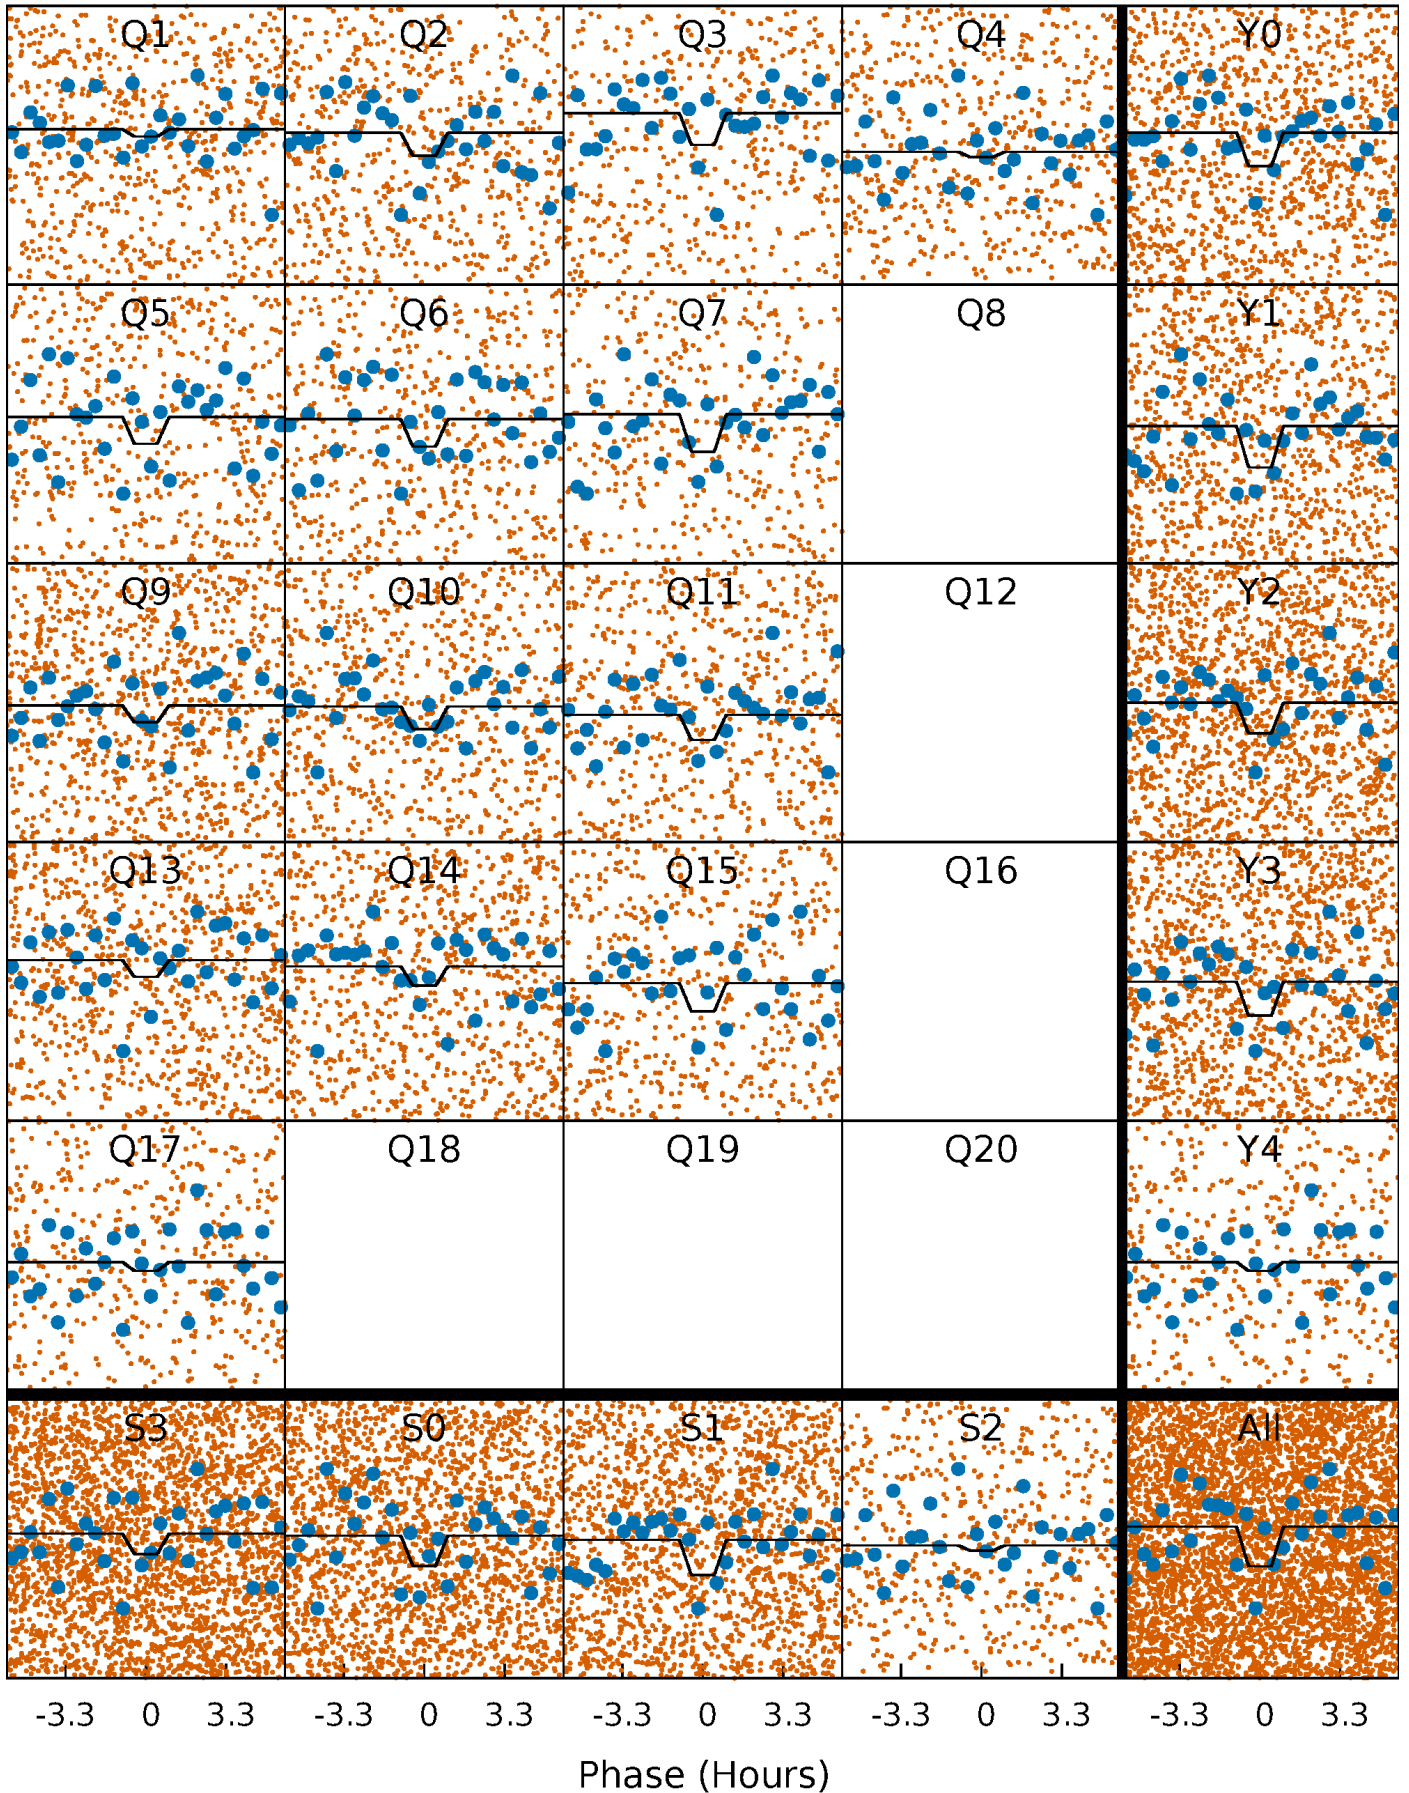 Q1 Q2 Q3 Q4 Y0
Q5 Q6 Q7 Q8 Y1
Q9 Q10 Q11 Q12 Y2
Q13 Q14 Q15 Q16 Y3
Q17 Q18 Q19 Q20 Y4
S3 S0 S1 S2 All
-3.3 0 3.3 -3.3 0 3.3 -3.3 0 3.3 -3.3 0 3.3 -3.3 0 3.3
Phase (Hours)